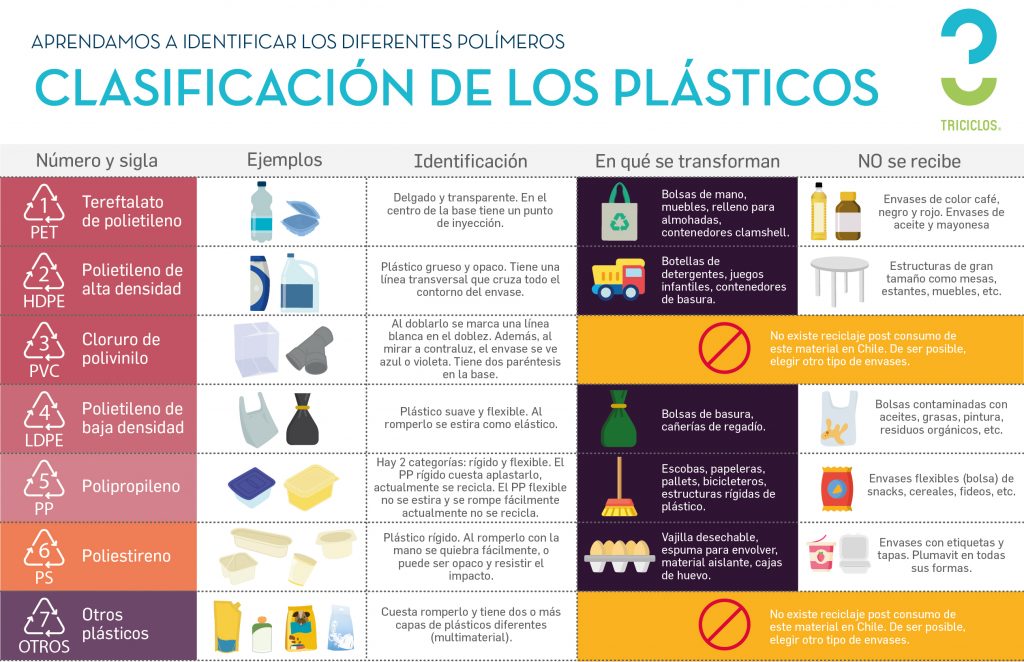 APRENDAMOS A IDENTIFICAR LOS DIFERENTES POLÍMEROS
CLASIFICACIÓN DE LOS PLÁSTICOS
TRICICLOS®
Número y sigla
Ejemplos
Identificación
En qué se transforman
NO se recibe
1
PET
Tereftalato
de polietileno
Delgado y transparente. En el
centro de la base tiene un punto
de inyección.
Bolsas de mano,
muebles, relleno para
almohadas,
contenedores clamshell.
Envases de color café,
negro y rojo. Envases de
aceite y mayonesa
2
HDPE
Polietileno de
alta densidad
Plástico grueso y opaco. Tiene una
línea transversal que cruza todo el
contorno del envase.
Botellas de
detergentes, juegos
infantiles, contenedores
de basura.
Estructuras de gran
tamaño como mesas,
estantes, muebles, etc.
3
PVC
Cloruro de
polivinilo
Al doblarlo se marca una línea
blanca en el doblez. Además, al
mirar a contraluz, el envase se ve
azul o violeta. Tiene dos paréntesis
en la base.
No existe reciclaje post consumo de
este material en Chile. De ser posible,
elegir otro tipo de envases.
4
LDPE
Polietileno de
baja densidad
Plástico suave y flexible. Al
romperlo se estira como elástico.
Bolsas de basura,
cañerías de regadío.
Bolsas contaminadas con
aceites, grasas, pintura,
residuos orgánicos, etc.
5
PP
Polipropileno
Hay 2 categorías: rígido y flexible. El
PP rígido cuesta aplastarlo,
actualmente se recicla. El PP flexible
no se estira y se rompe fácilmente
actualmente no se recicla.
Escobas, papeleras,
pallets, bicicleteros,
estructuras rígidas de
plástico.
Envases flexibles (bolsa) de
snacks, cereales, fideos, etc.
6
PS
Poliestireno
Plástico rígido. Al romperlo con la
mano se quiebra fácilmente, o
puede ser opaco y resistir el
impacto.
Vajilla desechable,
espuma para envolver,
material aislante, cajas
de huevo.
Envases con etiquetas y
tapas. Plumavit en todas
sus formas.
7
OTROS
Otros
plásticos
Cuesta romperlo y tiene dos o más
capas de plásticos diferentes
(multimaterial).
No existe reciclaje post consumo de
este material en Chile. De ser posible,
elegir otro tipo de envases.